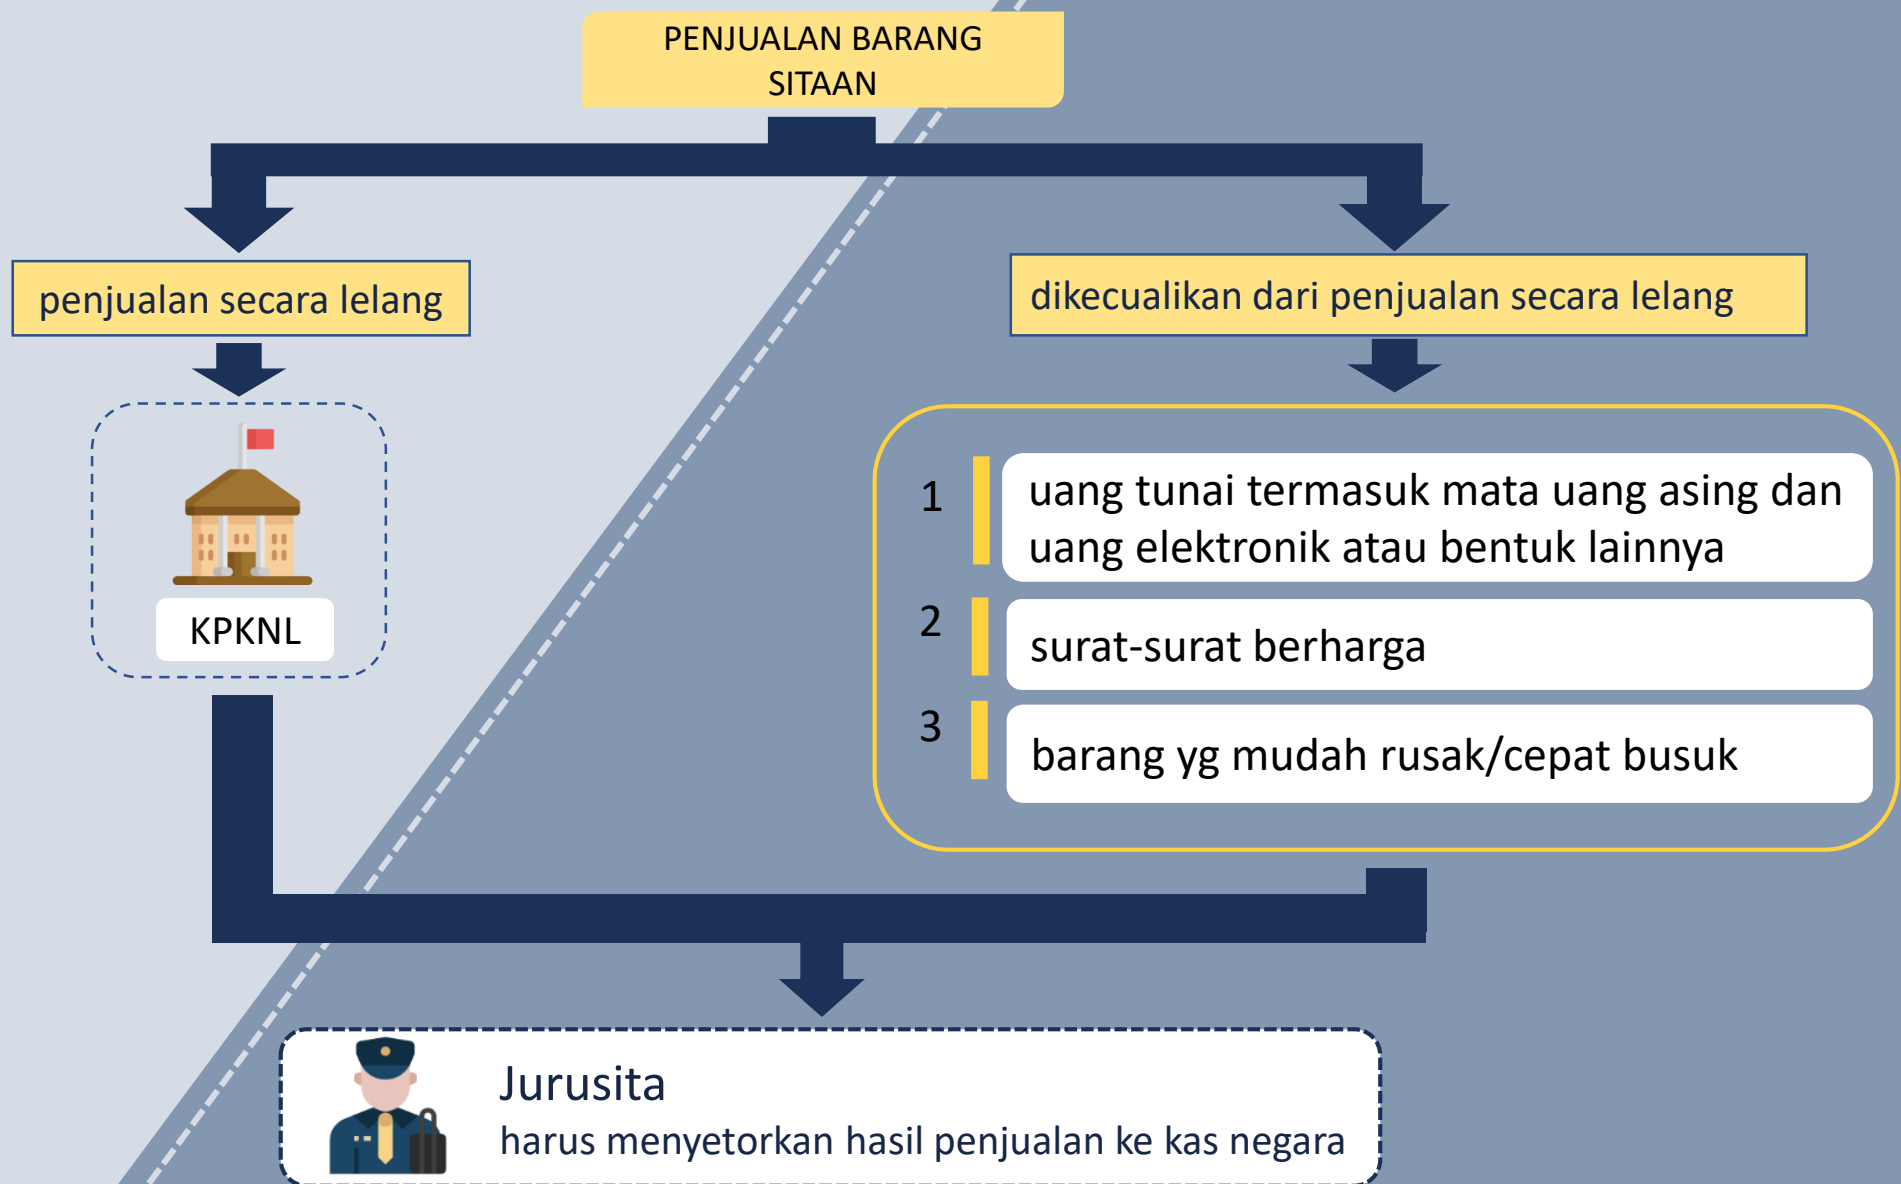 PENJUALAN BARANG
SITAAN
penjualan secara lelang
dikecualikan dari penjualan secara lelang
KPKNL
1
uang tunai termasuk mata uang asing dan
uang elektronik atau bentuk lainnya
2
surat-surat berharga
3
barang yg mudah rusak/cepat busuk
Jurusita
harus menyetorkan hasil penjualan ke kas negara